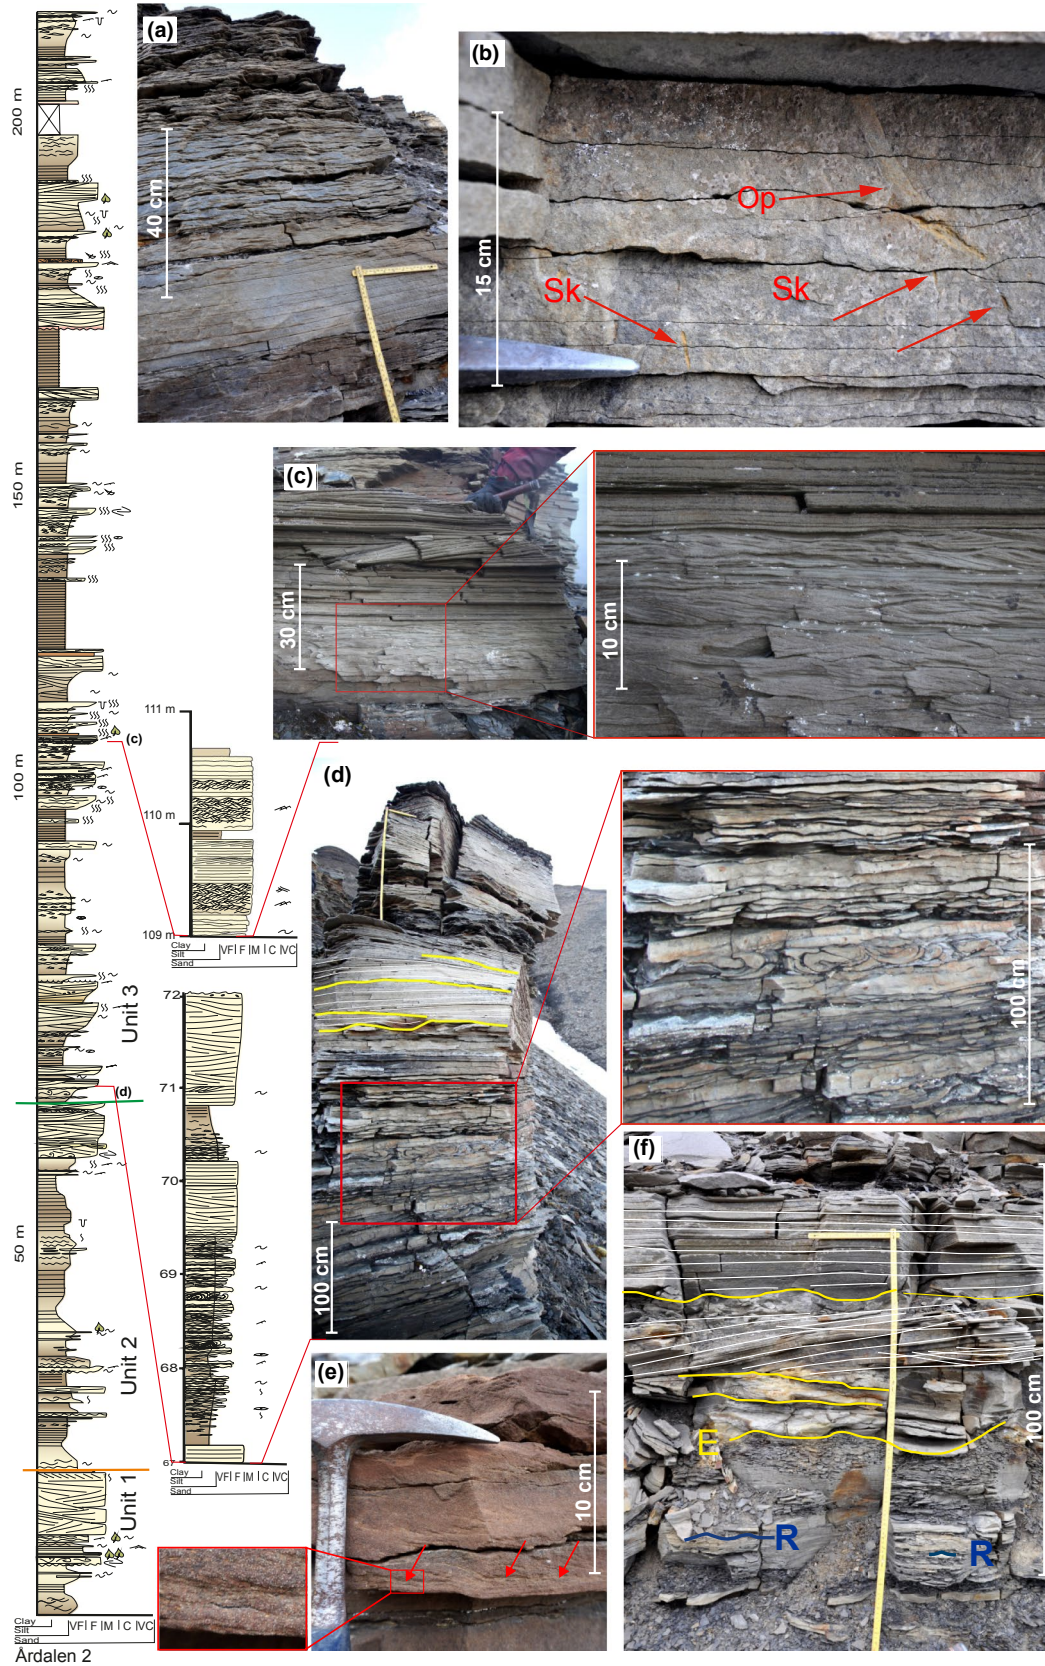 (a)
40 cm
(b)
Op
Sk
Sk
15 cm
200 m
150 m
100 m
50 m
Unit 3
Unit 2
Unit 1
(c)
(d)
Clay
Silt
Sand
VF F M C VC
Årdalen 2
(c)
30 cm
10 cm
111 m
110 m
109 m
Clay
Silt
Sand
VF F M C VC
72
71
70
69
68
67
Clay
Silt
Sand
VF F M C VC
(d)
100 cm
100 cm
(e)
10 cm
(f)
E
R
R
100 cm